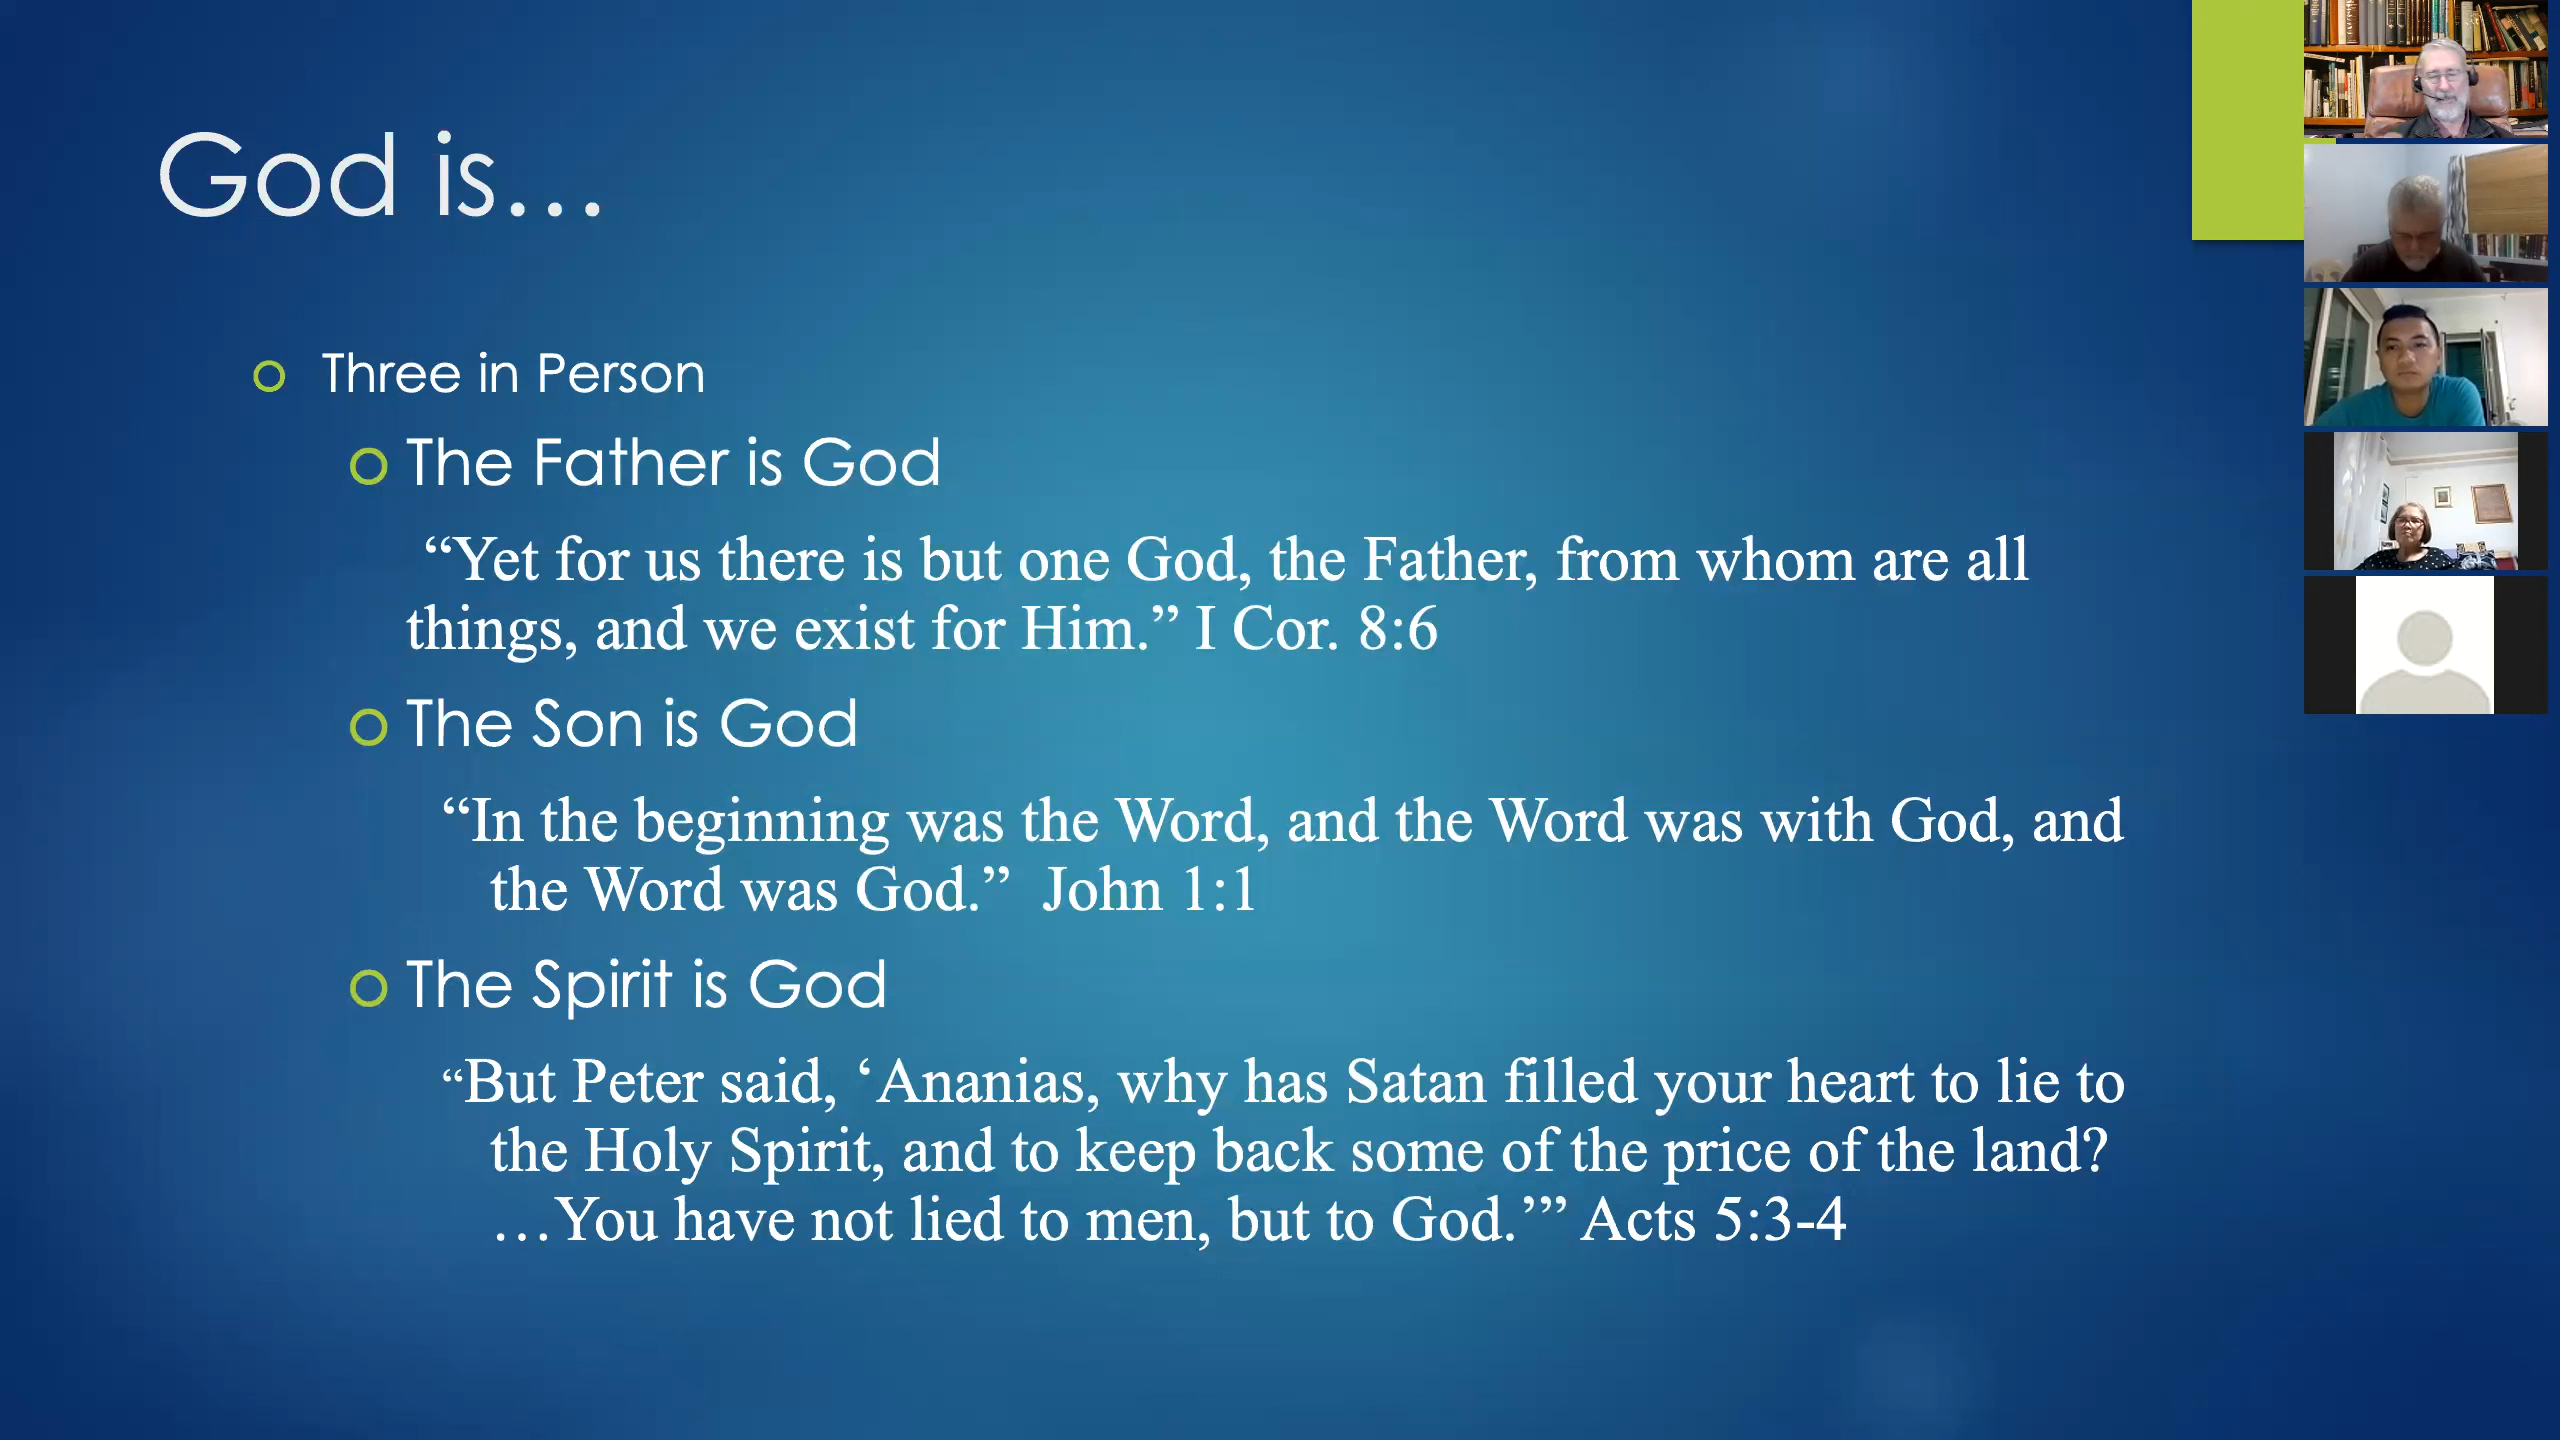 God is…
Three in Person
The Father is God
“Yet for us there is but one God, the Father, from whom are all
things, and we exist for Him.” I Cor. 8:6
The Son is God
“In the beginning was the Word, and the Word was with God, and
the Word was God.”  John 1:1
The Spirit is God
“But Peter said, ‘Ananias, why has Satan filled your heart to lie to
the Holy Spirit, and to keep back some of the price of the land?
…You have not lied to men, but to God.’” Acts 5:3-4